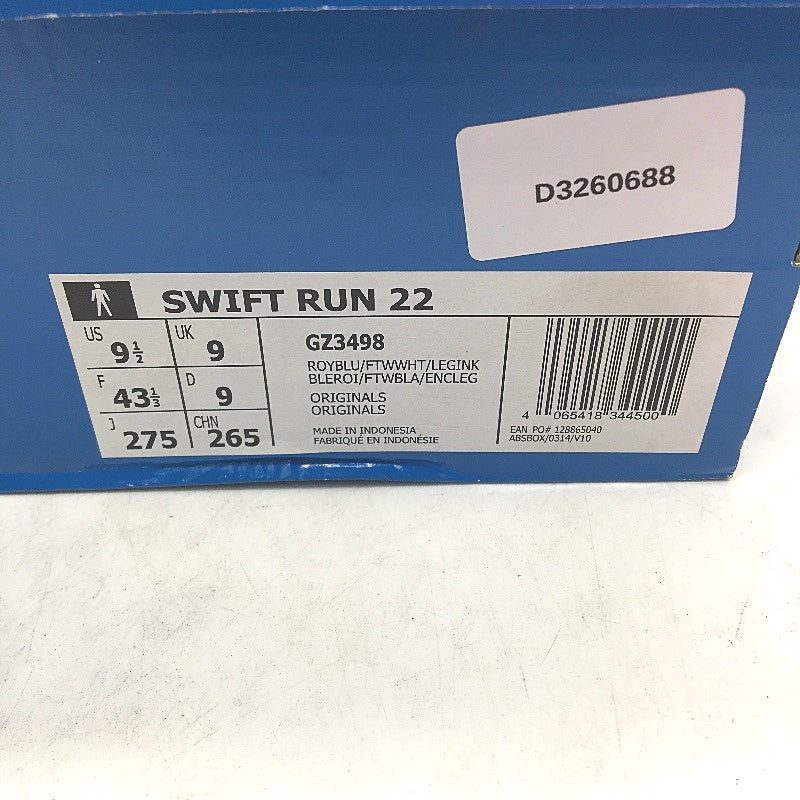 D3260688
SWIFT RUN 22
US 9½ UK 9
F 43⅓ D 9
J 275 CHN 265
GZ3498
ROYBLU/FTWWHT/LEGINK
BLEROI/FTWBLA/ENCLEG
ORIGINALS
ORIGINALS
MADE IN INDONESIA
FABRIQUÉ EN INDONÉSIE
4 065418 344500
EAN PO# 128865040
ABSBOX/0314/V10